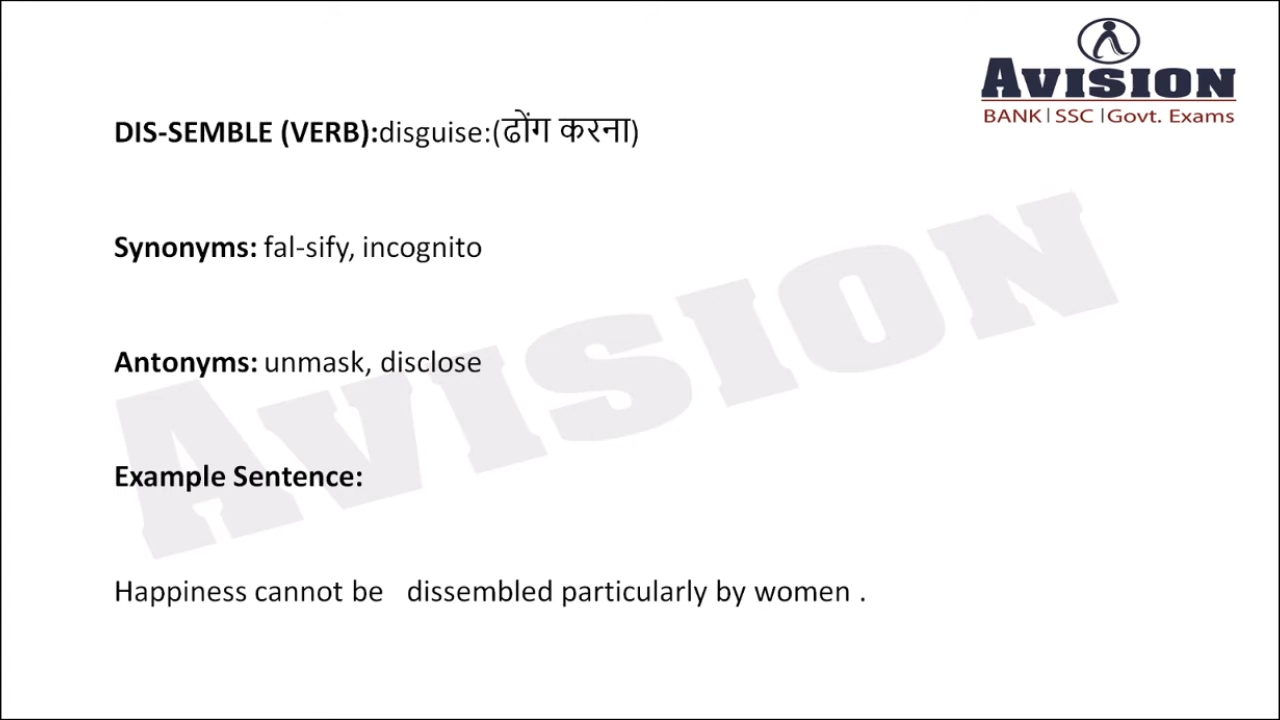 AVISION
BANK | SSC | Govt. Exams
DIS-SEMBLE (VERB):disguise:(ढोंग करना)
Synonyms: fal-sify, incognito
Antonyms: unmask, disclose
Example Sentence:
Happiness cannot be dissembled particularly by women .
AVISION